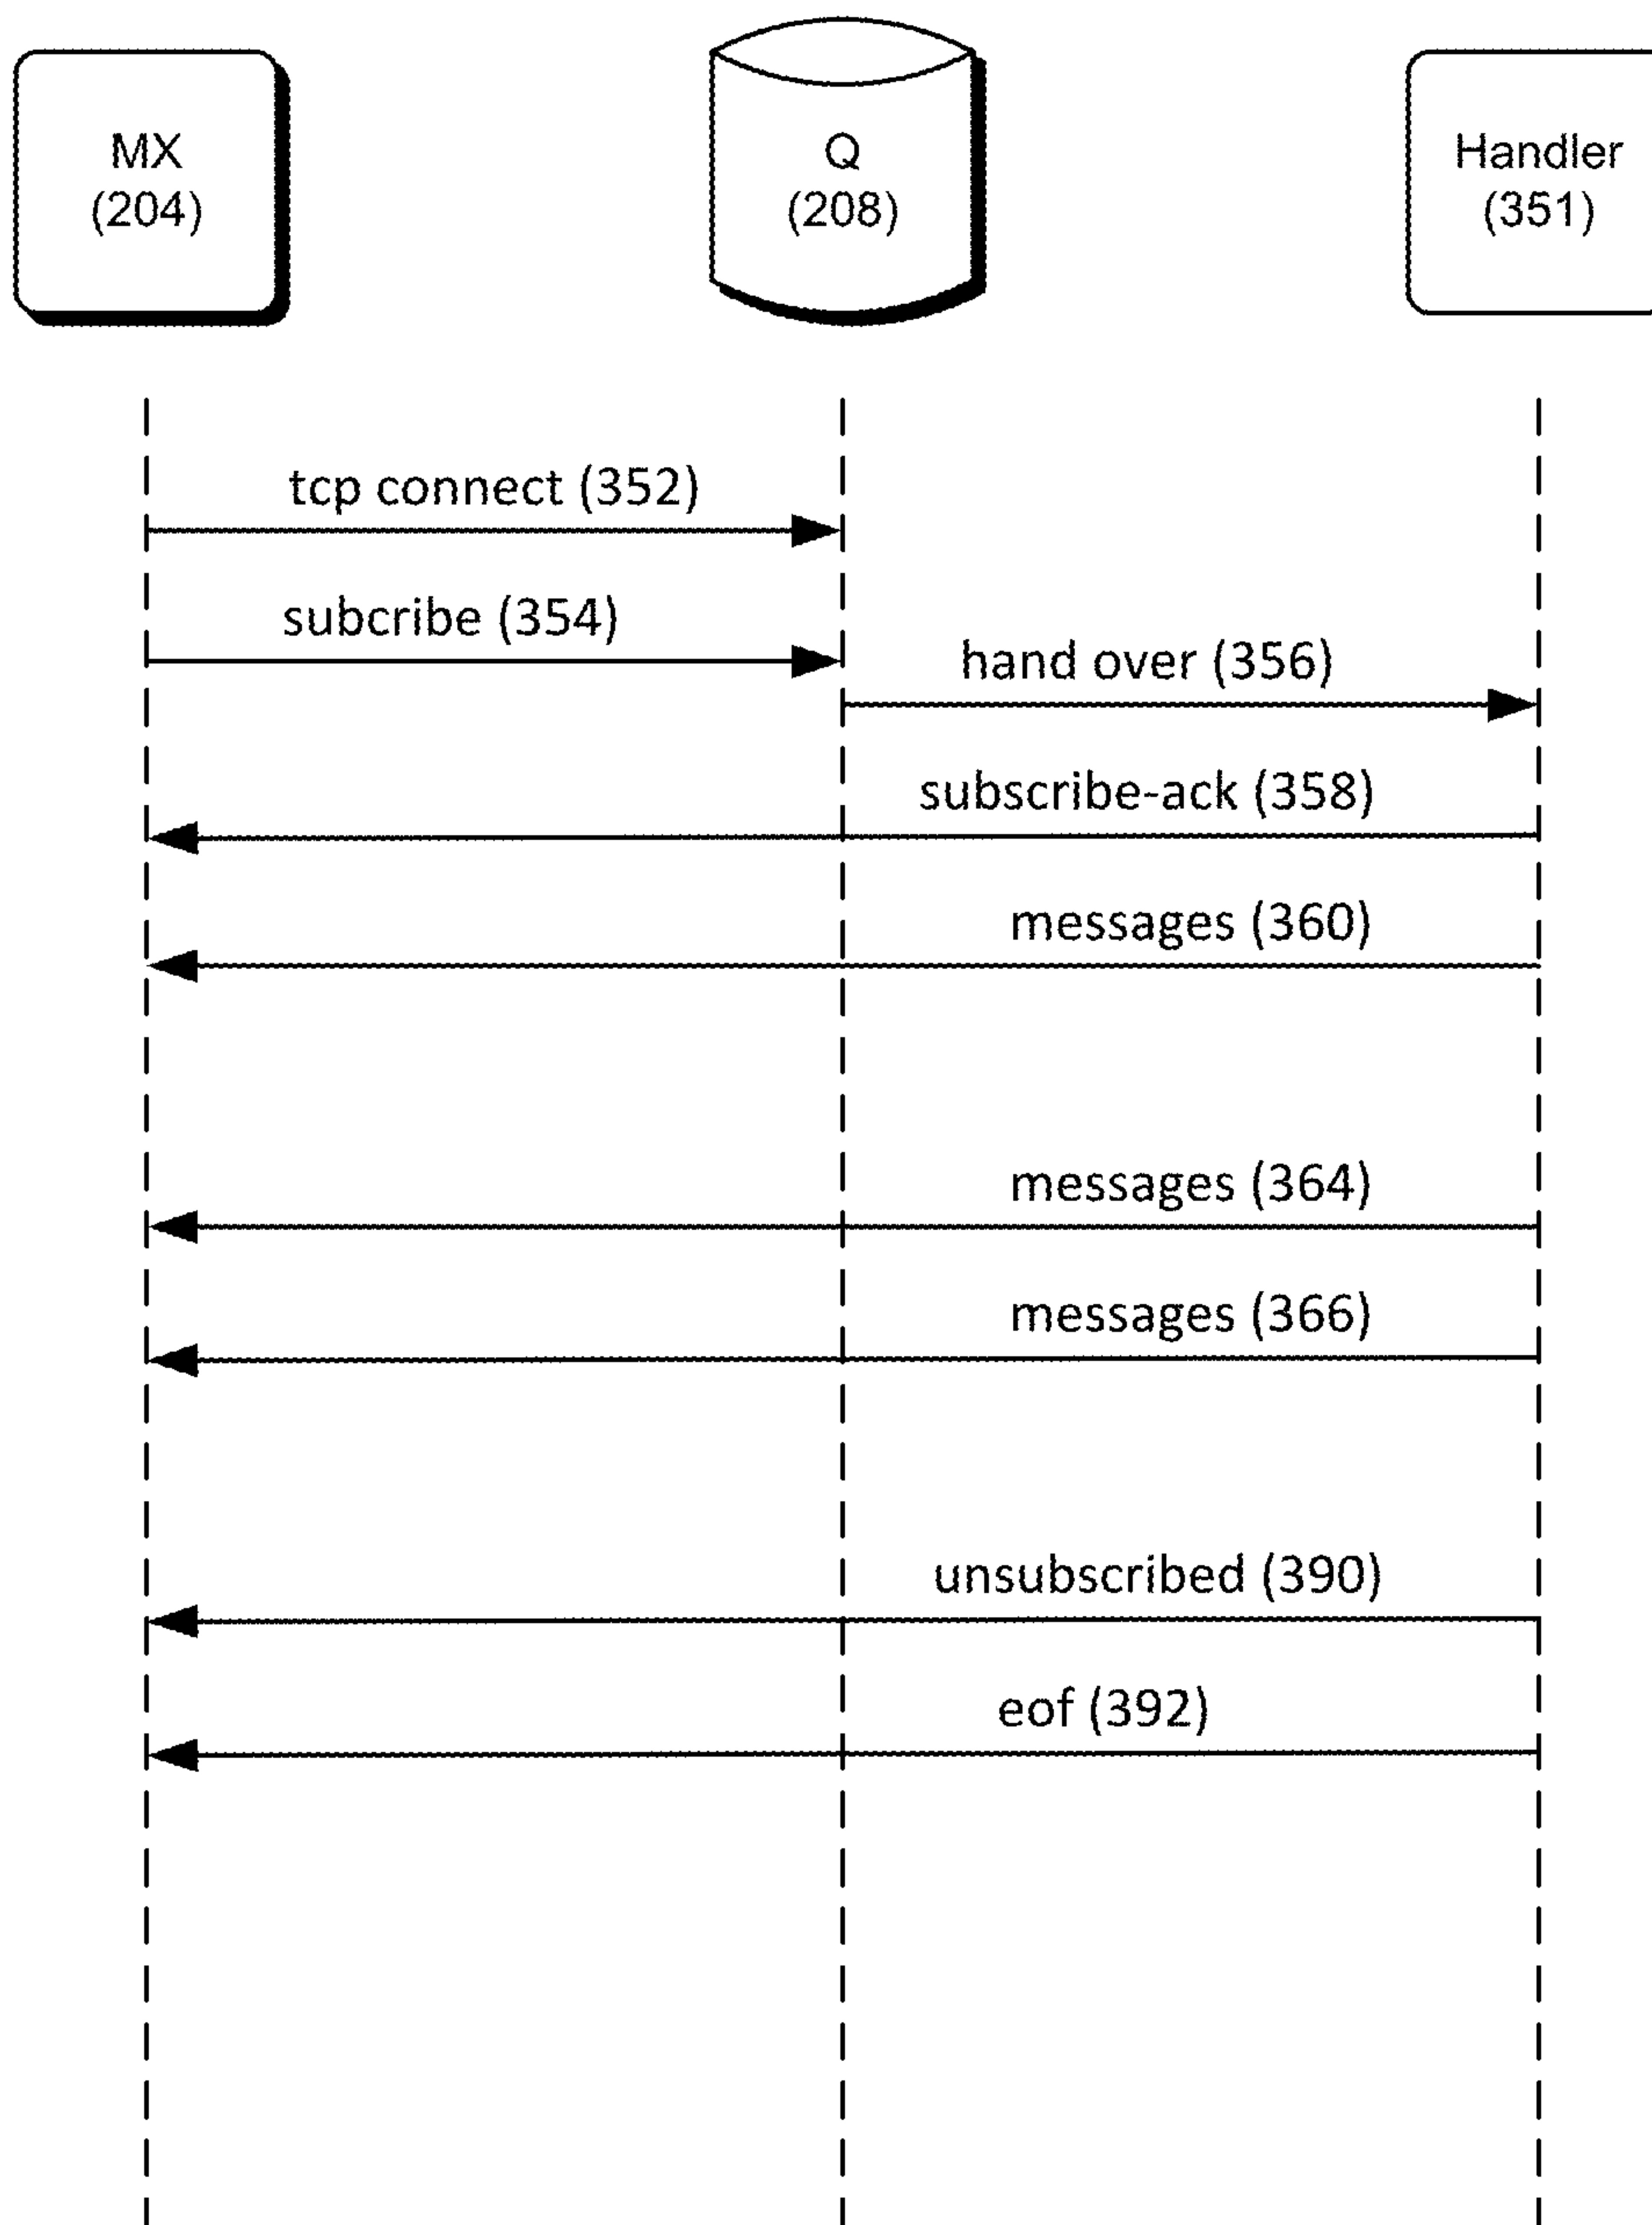 MX
(204)
Q
(208)
Handler
(351)
tcp connect (352)
subcribe (354)
hand over (356)
subscribe-ack (358)
messages (360)
messages (364)
messages (366)
unsubscribed (390)
eof (392)